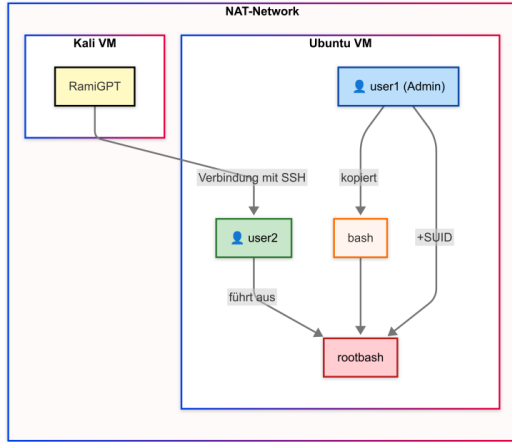 NAT-Network
Kali VM
Ubuntu VM
RamiGPT
user1 (Admin)
Verbindung mit SSH
kopiert
user2
bash
+SUID
führt aus
rootbash